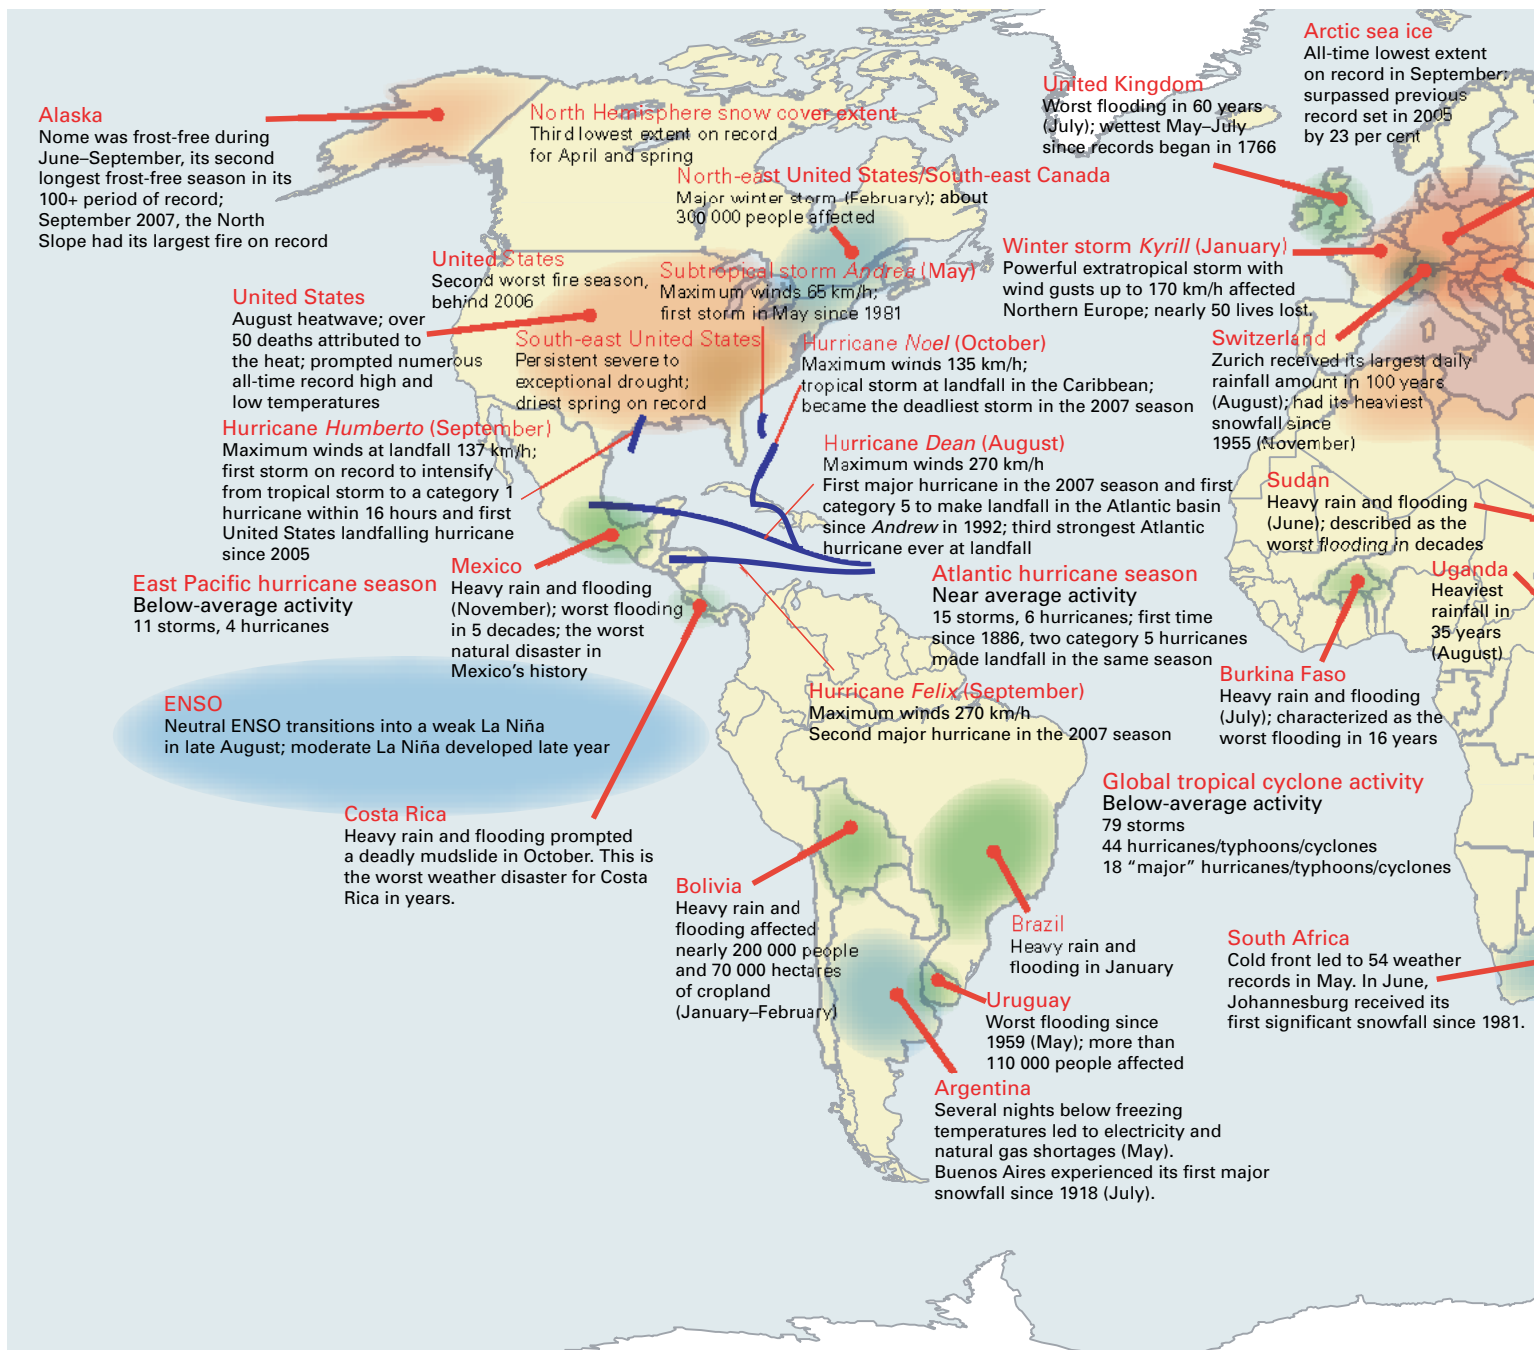 Arctic sea ice
All-time lowest extent
on record in September;
surpassed previous
record set in 2005
by 23 per cent
United Kingdom
Worst flooding in 60 years
(July); wettest May–July
since records began in 1766
Alaska
Nome was frost-free during
June–September, its second
longest frost-free season in its
100+ period of record;
September 2007, the North
Slope had its largest fire on record
North Hemisphere snow cover extent
Third lowest extent on record
for April and spring
North-east United States/South-east Canada
Major winter storm (February); about
300 000 people affected
Winter storm Kyrill (January)
Powerful extratropical storm with
wind gusts up to 170 km/h affected
Northern Europe; nearly 50 lives lost.
United States
Second worst fire season,
behind 2006
Subtropical storm Andrea (May)
Maximum winds 65 km/h;
first storm in May since 1981
United States
August heatwave; over
50 deaths attributed to
the heat; prompted numerous
all-time record high and
low temperatures
South-east United States
Persistent severe to
exceptional drought;
driest spring on record
Hurricane Noel (October)
Maximum winds 135 km/h;
tropical storm at landfall in the Caribbean;
became the deadliest storm in the 2007 season
Switzerland
Zurich received its largest daily
rainfall amount in 100 years
(August); had its heaviest
snowfall since
1955 (November)
Hurricane Humberto (September)
Maximum winds at landfall 137 km/h;
first storm on record to intensify
from tropical storm to a category 1
hurricane within 16 hours and first
United States landfalling hurricane
since 2005
Hurricane Dean (August)
Maximum winds 270 km/h
First major hurricane in the 2007 season and first
category 5 to make landfall in the Atlantic basin
since Andrew in 1992; third strongest Atlantic
hurricane ever at landfall
Sudan
Heavy rain and flooding
(June); described as the
worst flooding in decades
East Pacific hurricane season
Below-average activity
11 storms, 4 hurricanes
Mexico
Heavy rain and flooding
(November); worst flooding
in 5 decades; the worst
natural disaster in
Mexico's history
Atlantic hurricane season
Near average activity
15 storms, 6 hurricanes; first time
since 1886, two category 5 hurricanes
made landfall in the same season
Uganda
Heaviest
rainfall in
35 years
(August)
Burkina Faso
Heavy rain and flooding
(July); characterized as the
worst flooding in 16 years
ENSO
Neutral ENSO transitions into a weak La Niña
in late August; moderate La Niña developed late year
Hurricane Felix (September)
Maximum winds 270 km/h
Second major hurricane in the 2007 season
Global tropical cyclone activity
Below-average activity
79 storms
44 hurricanes/typhoons/cyclones
18 “major” hurricanes/typhoons/cyclones
Costa Rica
Heavy rain and flooding prompted
a deadly mudslide in October. This is
the worst weather disaster for Costa
Rica in years.
Bolivia
Heavy rain and
flooding affected
nearly 200 000 people
and 70 000 hectares
of cropland
(January–February)
Brazil
Heavy rain and
flooding in January
South Africa
Cold front led to 54 weather
records in May. In June,
Johannesburg received its
first significant snowfall since 1981.
Uruguay
Worst flooding since
1959 (May); more than
110 000 people affected
Argentina
Several nights below freezing
temperatures led to electricity and
natural gas shortages (May).
Buenos Aires experienced its first major
snowfall since 1918 (July).